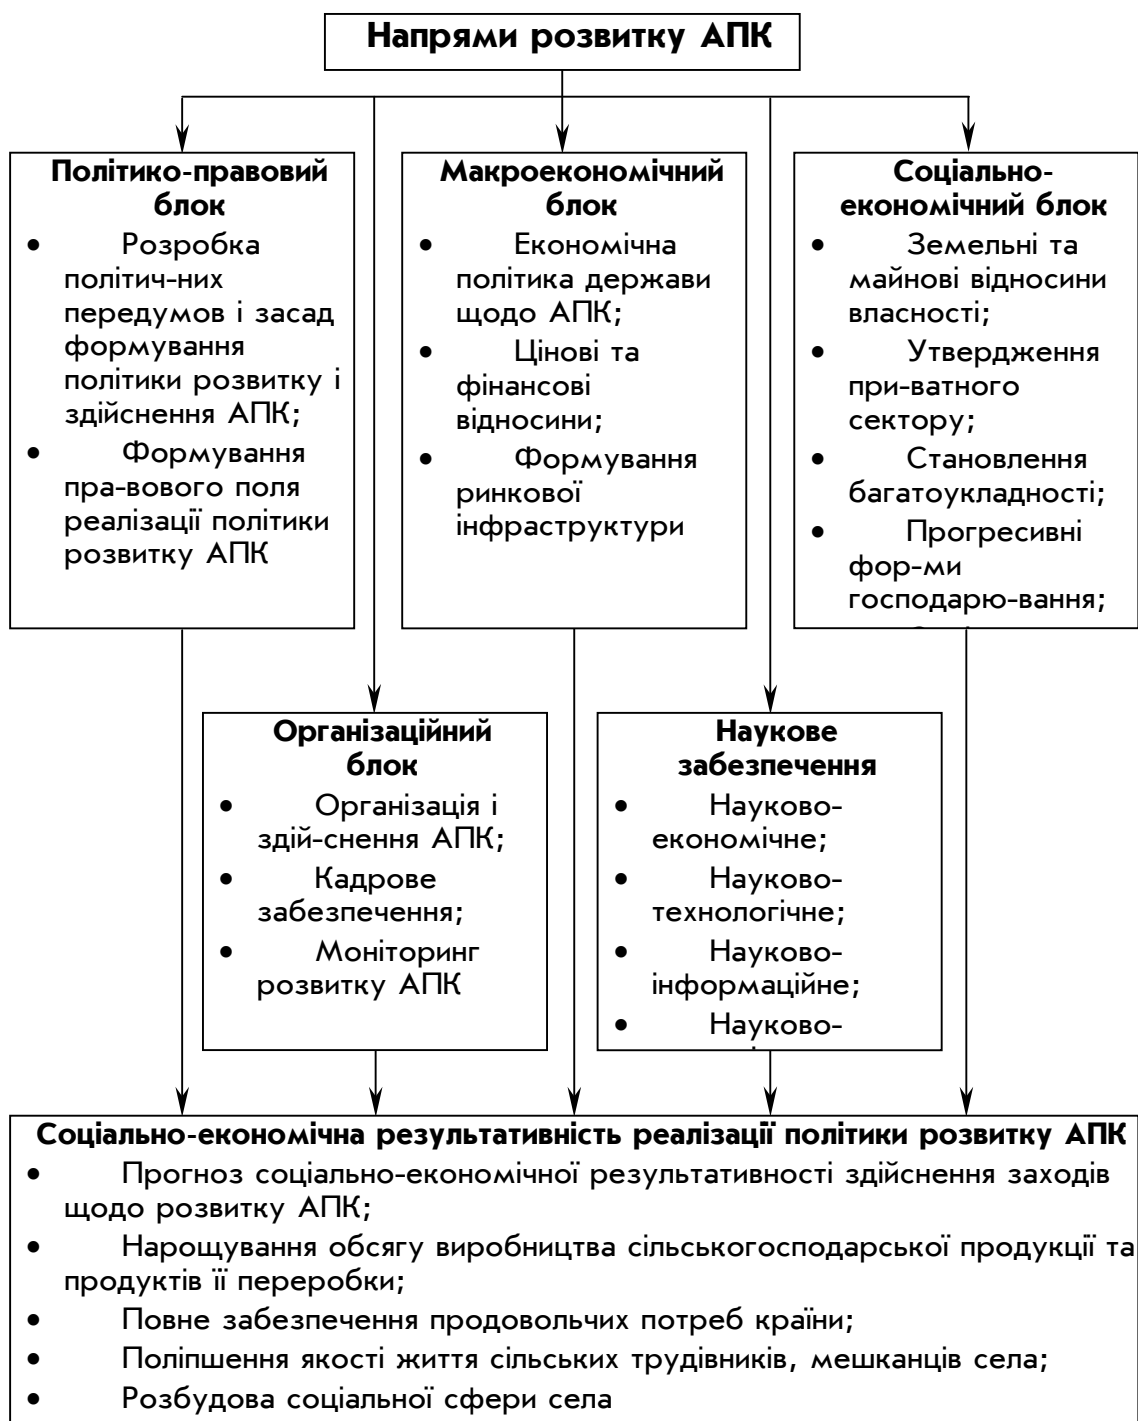 Напрями розвитку АПК
Політико-правовий
блок
• Розробка
політич-них
передумов і засад
формування
політики розвитку і
здійснення АПК;
• Формування
пра-вового поля
реалізації політики
розвитку АПК
Макроекономічний
блок
• Економічна
політика держави
щодо АПК;
• Цінові та
фінансові
відносини;
• Формування
ринкової
інфраструктури
Соціально-
економічний блок
• Земельні та
майнові відносини
власності;
• Утвердження
при-ватного
сектору;
• Становлення
багатоукладності;
• Прогресивні
фор-ми
господарю-вання;
Організаційний
блок
• Організація і
здій-снення АПК;
• Кадрове
забезпечення;
• Моніторинг
розвитку АПК
Наукове
забезпечення
• Науково-
економічне;
• Науково-
технологічне;
• Науково-
інформаційне;
• Науково-
Соціально-економічна результативність реалізації політики розвитку АПК
• Прогноз соціально-економічної результативності здійснення заходів
щодо розвитку АПК;
• Нарощування обсягу виробництва сільськогосподарської продукції та
продуктів її переробки;
• Повне забезпечення продовольчих потреб країни;
• Поліпшення якості життя сільських трудівників, мешканців села;
• Розбудова соціальної сфери села